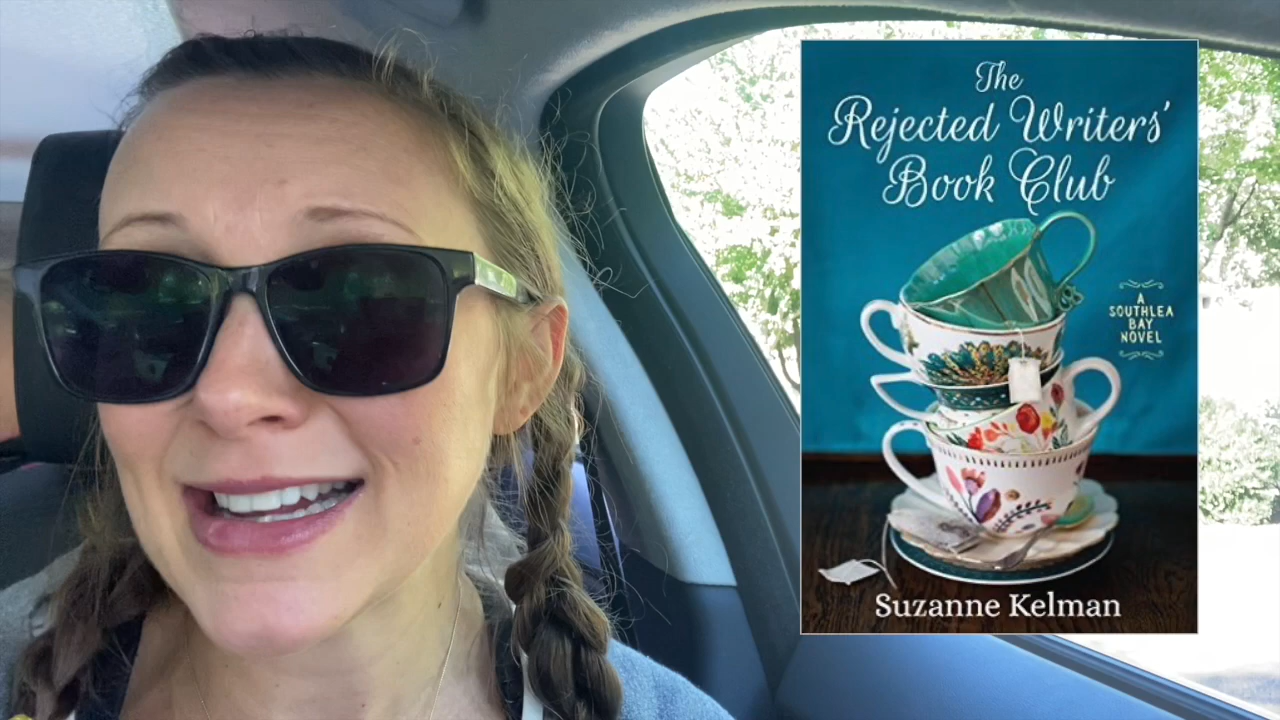 The
Rejected Writers'
Book Club
A
SOUTHLEA
BAY
NOVEL
Suzanne Kelman